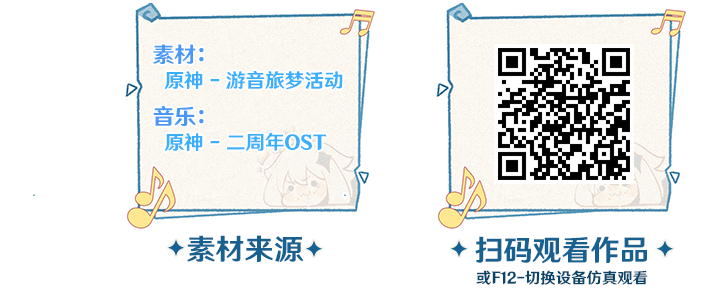 素材：
原神 - 游音旅梦活动
音乐：
原神 - 二周年OST
素材来源
扫码观看作品
或F12-切换设备仿真观看